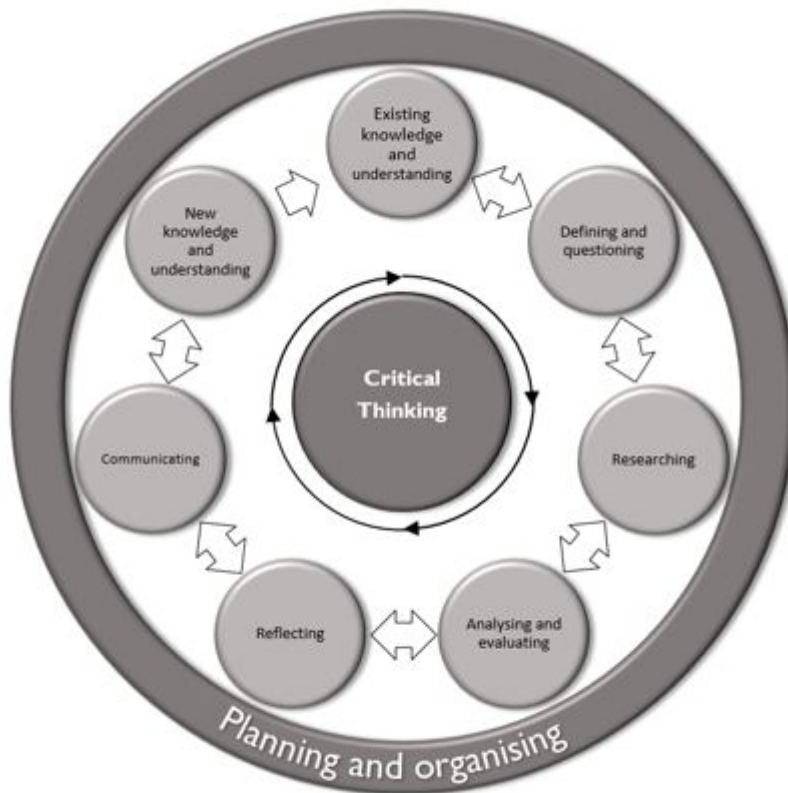 Existing
knowledge
and
understanding
Defining and
questioning
Researching
Analysing and
evaluating
Reflecting
Communicating
New
knowledge
and
understanding
Critical
Thinking
Planning and organising